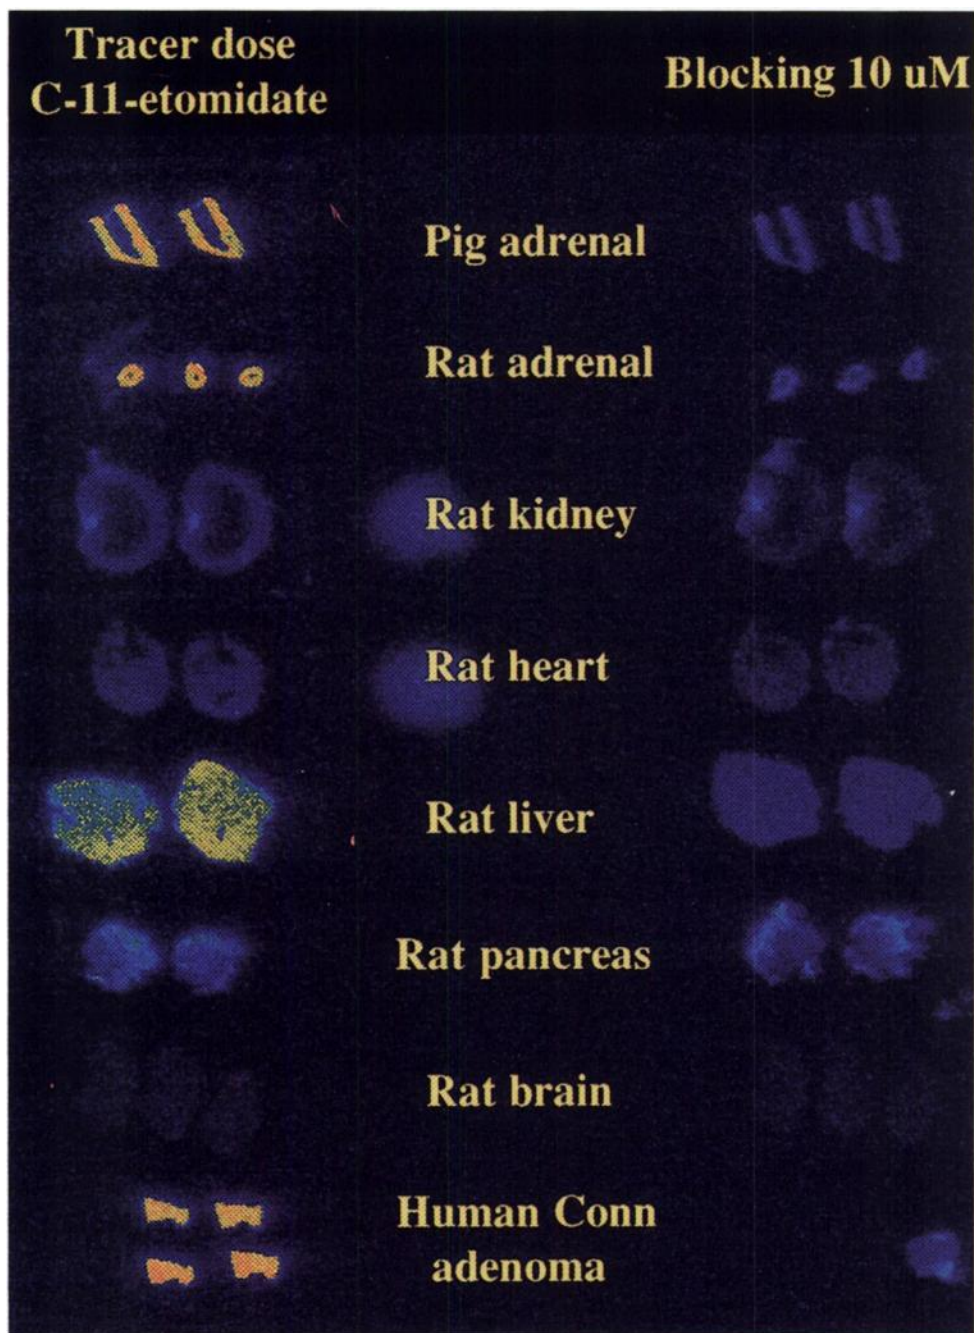 Tracer dose
C-11-etomidate
Blocking 10 uM
Pig adrenal
Rat adrenal
Rat kidney
Rat heart
Rat liver
Rat pancreas
Rat brain
Human Conn
adenoma